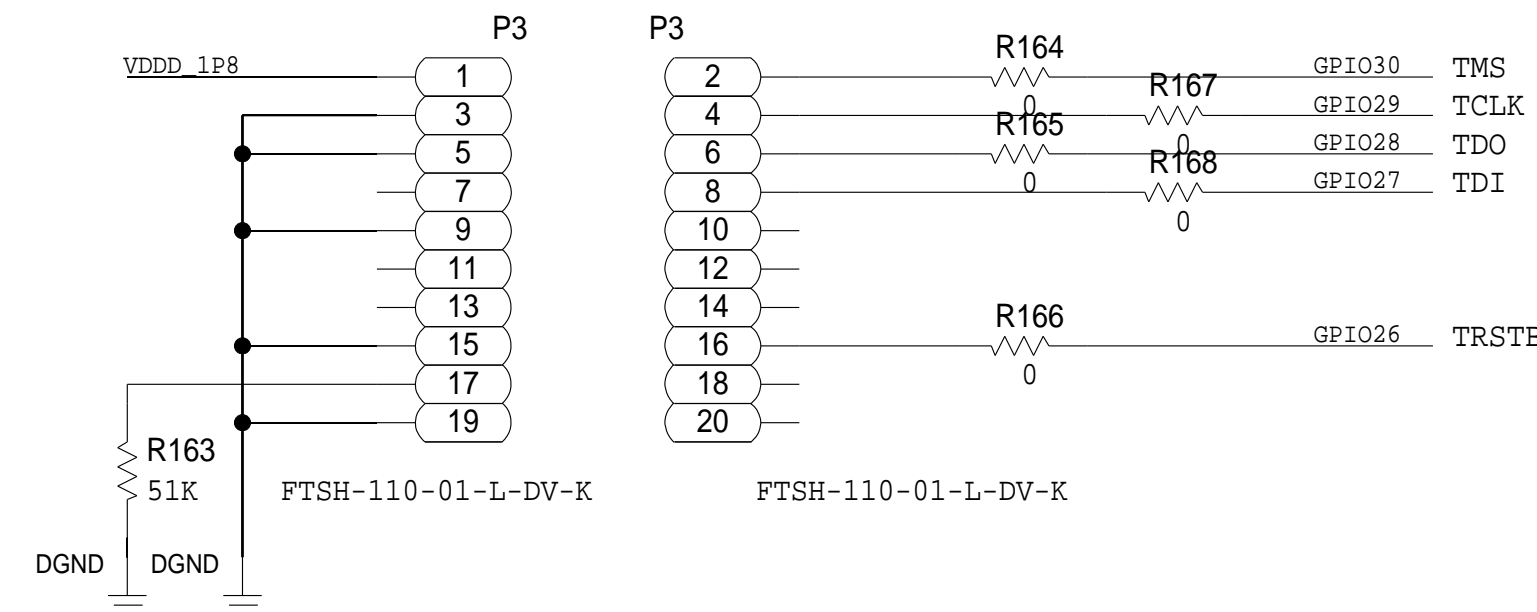 P3 P3
R164
VDDD_1P8 1 2 GPIO30 TMS
R167
3 4 0 GPIO29 TCLK
R165
5 6 0 GPIO28 TDO
R168
7 8 0 GPIO27 TDI
9 10 0
11 12
13 14
R166
15 16 GPIO26 TRSTB
17 18 0
19 20
R163
51K FTSH-110-01-L-DV-K FTSH-110-01-L-DV-K
DGND DGND